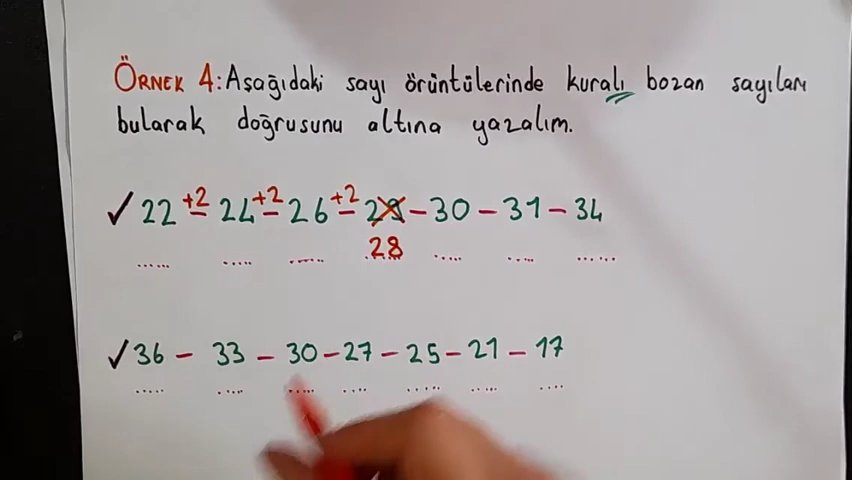 ÖRNEK 4: Aşağıdaki sayı örüntülerinde kuralı bozan sayıları
bularak doğrusunu altına yazalım.
+2 +2 +2
✓ 22 - 24 - 26 - 29 - 30 - 31 - 34
28
✓ 36 - 33 - 30 - 27 - 25 - 21 - 17